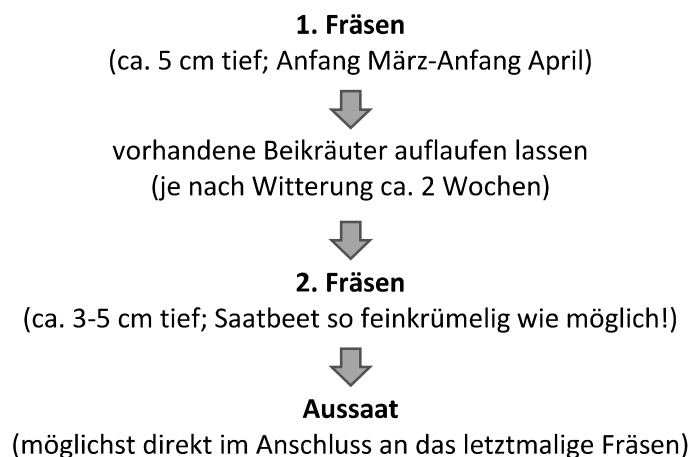 1. Fräsen
(ca. 5 cm tief; Anfang März-Anfang April)
vorhandene Beikräuter auflaufen lassen
(je nach Witterung ca. 2 Wochen)
2. Fräsen
(ca. 3-5 cm tief; Saatbeet so feinkrümelig wie möglich!)
Aussaat
(möglichst direkt im Anschluss an das letztmalige Fräsen)